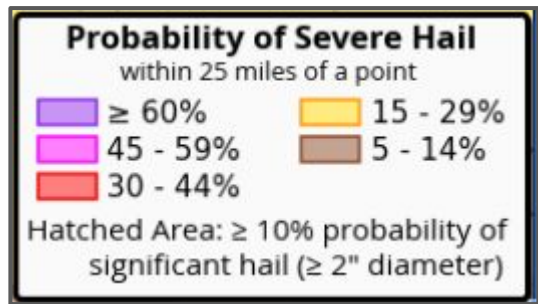 Probability of Severe Hail
within 25 miles of a point
≥ 60%
15 - 29%
45 - 59%
5 - 14%
30 - 44%
Hatched Area: ≥ 10% probability of
significant hail (≥ 2" diameter)